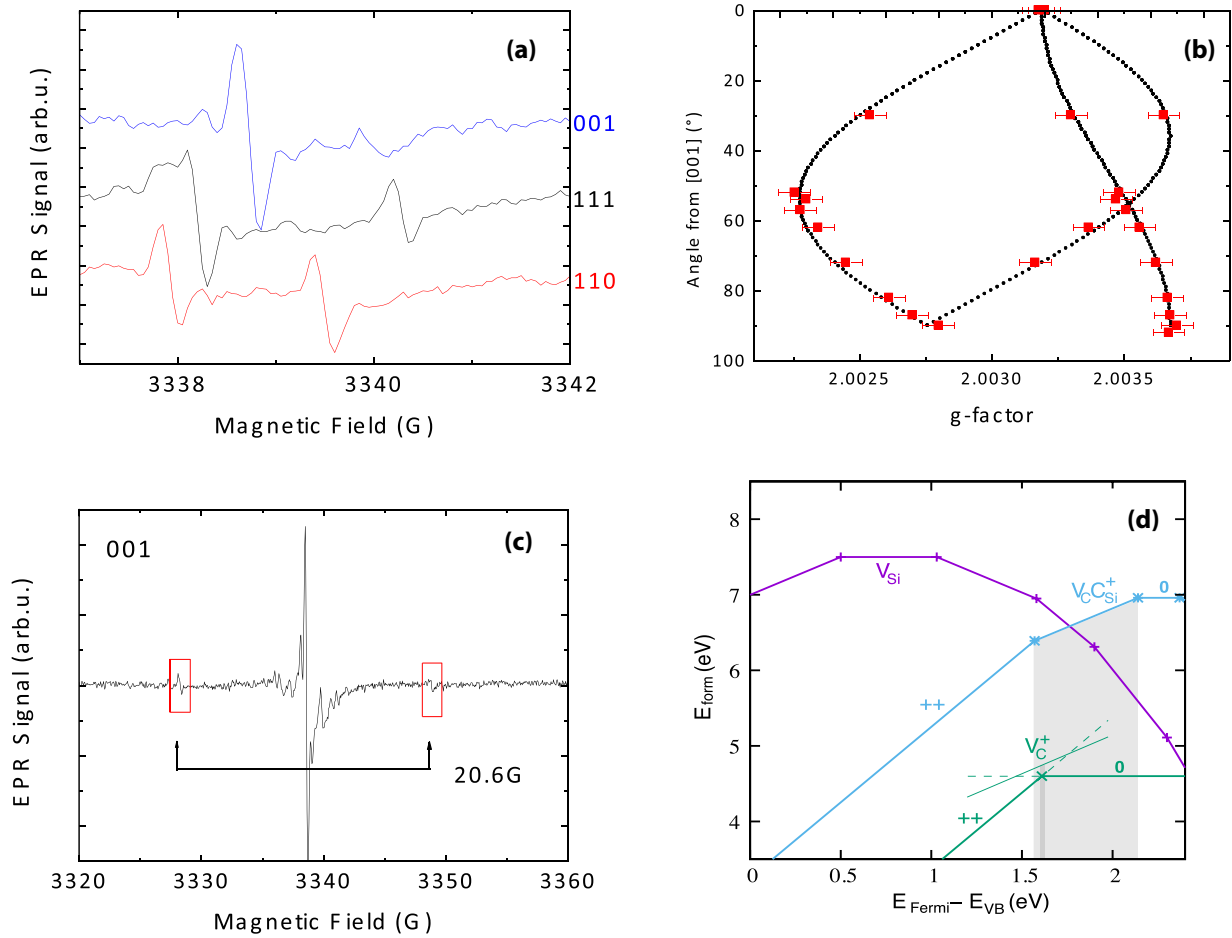 (a)
EPR Signal (arb.u.)
001
111
110
3338 3340 3342
Magnetic Field (G)
(b)
Angle from [001] (°)
0
20
40
60
80
100
2.0025 2.0030 2.0035
g-factor
(c)
001
EPR Signal (arb.u.)
20.6G
3320 3330 3340 3350 3360
Magnetic Field (G)
(d)
E_form (eV)
8
7
6
5
4
V_Si
V_CC_Si^+
0
++
V_C^+
0
++
0 0.5 1 1.5 2
E_Fermi – E_VB (eV)